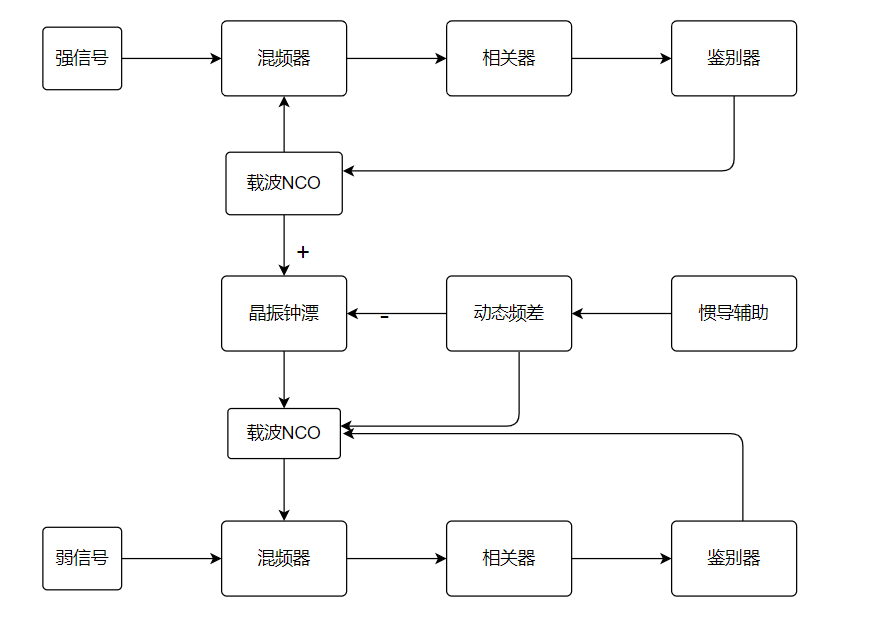 强信号
混频器
相关器
鉴别器
载波NCO
+
晶振钟漂
-
动态频差
惯导辅助
载波NCO
弱信号
混频器
相关器
鉴别器